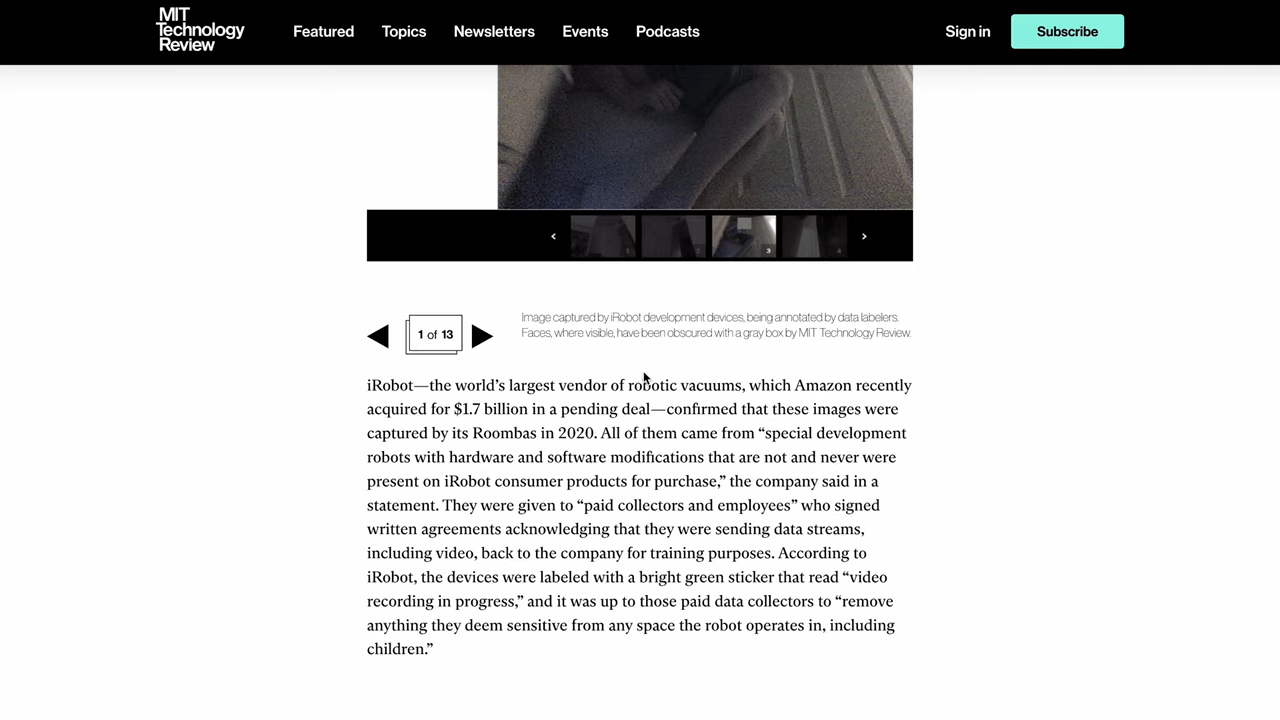 MIT
Technology
Review
Featured
Topics
Newsletters
Events
Podcasts
Sign in
Subscribe
1 of 13
Image captured by iRobot development devices, being annotated by data labelers.
Faces, where visible, have been obscured with a gray box by MIT Technology Review.
iRobot—the world’s largest vendor of robotic vacuums, which Amazon recently
acquired for $1.7 billion in a pending deal—confirmed that these images were
captured by its Roombas in 2020. All of them came from “special development
robots with hardware and software modifications that are not and never were
present on iRobot consumer products for purchase,” the company said in a
statement. They were given to “paid collectors and employees” who signed
written agreements acknowledging that they were sending data streams,
including video, back to the company for training purposes. According to
iRobot, the devices were labeled with a bright green sticker that read “video
recording in progress,” and it was up to those paid data collectors to “remove
anything they deem sensitive from any space the robot operates in, including
children.”